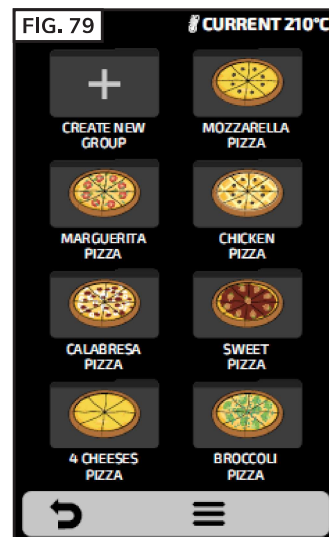 FIG. 79
CURRENT 210°C
CREATE NEW
GROUP
MOZZARELLA
PIZZA
MARGUERITA
PIZZA
CHICKEN
PIZZA
CALABRESA
PIZZA
SWEET
PIZZA
4 CHEESES
PIZZA
BROCCOLI
PIZZA